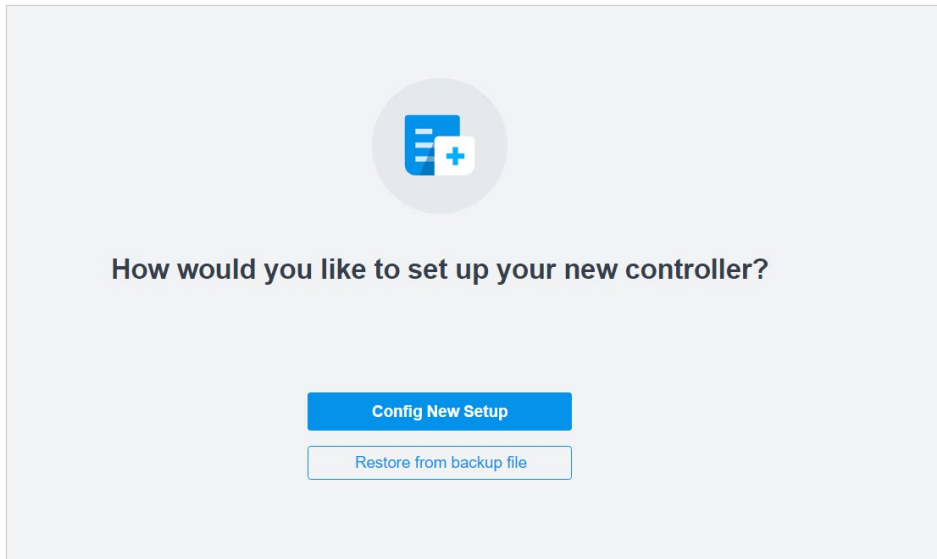 How would you like to set up your new controller?
Config New Setup
Restore from backup file